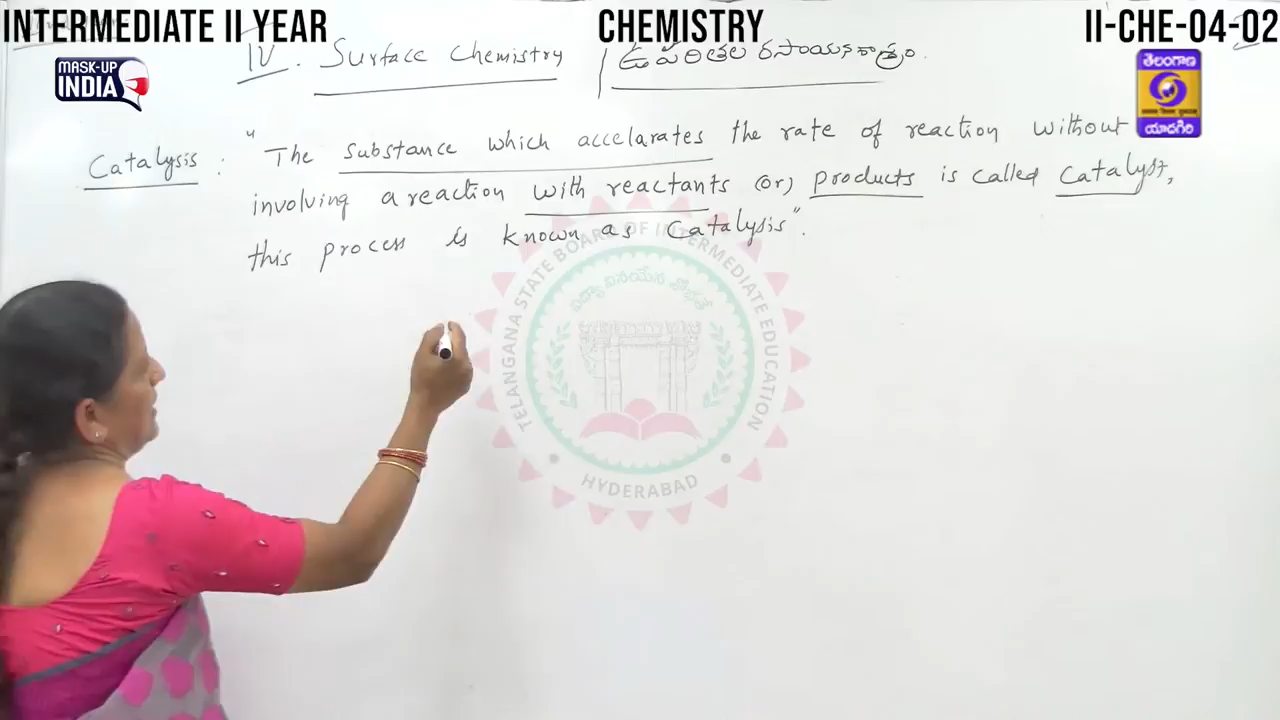 INTERMEDIATE II YEAR
CHEMISTRY
II-CHE-04-02
MASK-UP
INDIA
IV. Surface Chemistry / ఉపరితల రసాయనశాస్త్రం.
తెలంగాణ
యాదగిరి
Catalysis : "The substance which accelarates the rate of reaction without
involving a reaction with reactants (or) products is called catalyst,
this process is known as Catalysis".
TELANGANA STATE BOARD OF INTERMEDIATE EDUCATION
HYDERABAD